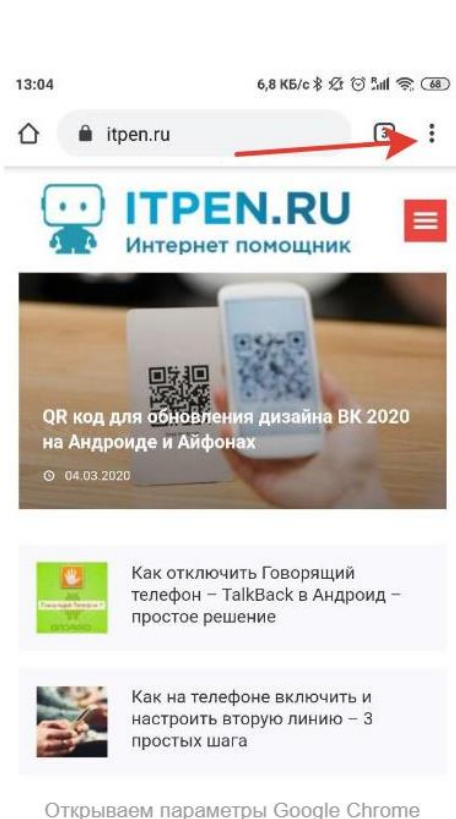 13:04 6,8 КБ/с 68
itpen.ru 3
ITPEN.RU
Интернет помощник
QR код для обновления дизайна ВК 2020
на Андроиде и Айфонах
04.03.2020
Как отключить Говорящий
телефон – TalkBack в Андроид –
простое решение
Как на телефоне включить и
настроить вторую линию – 3
простых шага
Открываем параметры Google Chrome